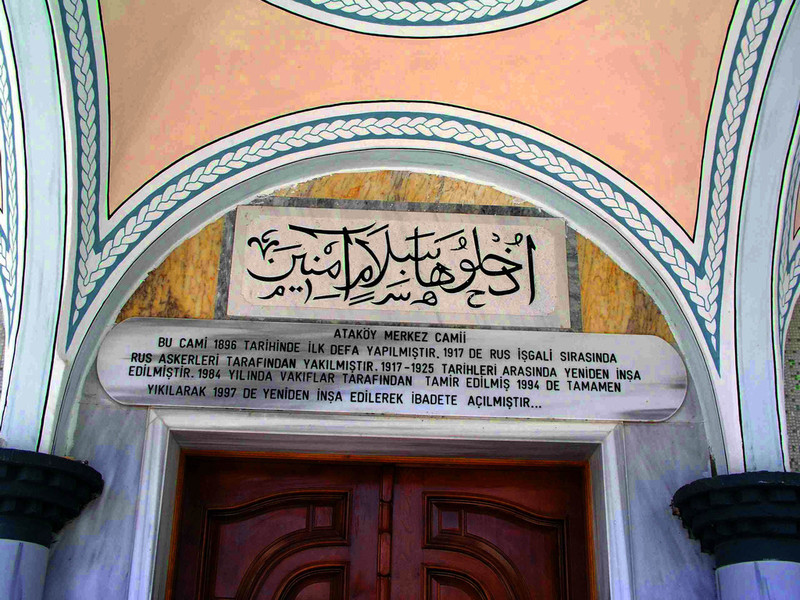 ادخلوها بسلام آمنين
ATAKÖY MERKEZ CAMİİ
BU CAMİ 1896 TARİHİNDE İLK DEFA YAPILMIŞTIR. 1917 DE RUS İŞGALİ SIRASINDA
RUS ASKERLERİ TARAFINDAN YAKILMIŞTIR. 1917-1925 TARİHLERİ ARASINDA YENİDEN İNŞA
EDİLMİŞTİR. 1984 YILINDA VAKIFLAR TARAFINDAN TAMİR EDİLMİŞ 1994 DE TAMAMEN
YIKILARAK 1997 DE YENİDEN İNŞA EDİLEREK İBADETE AÇILMIŞTIR...